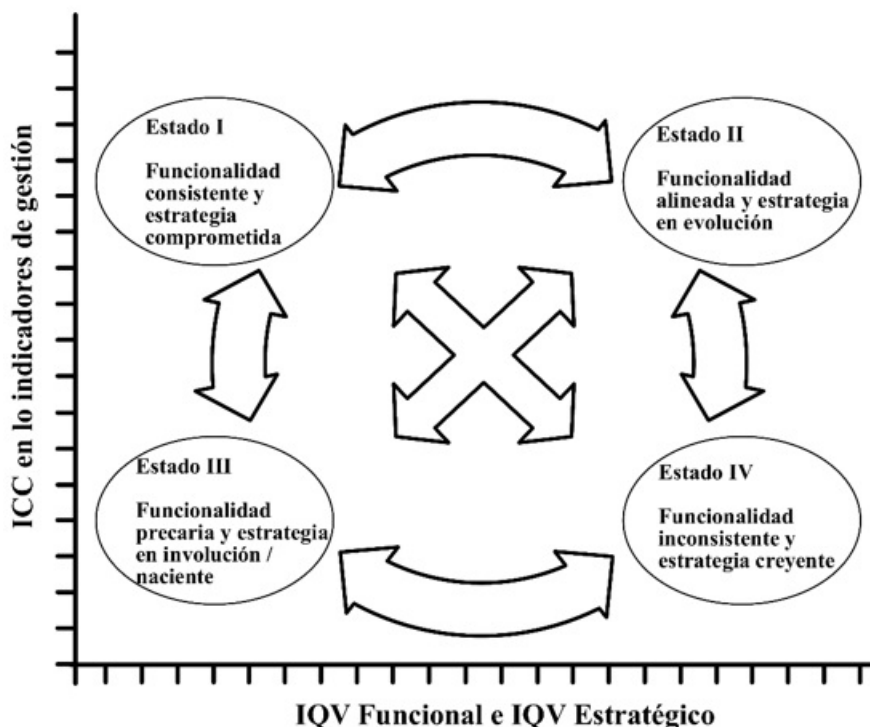 ICC en lo indicadores de gestión
Estado I
Funcionalidad
consistente y
estrategia
comprometida
Estado II
Funcionalidad
alineada y estrategia
en evolución
Estado III
Funcionalidad
precaria y estrategia
en involución /
naciente
Estado IV
Funcionalidad
inconsistente y
estrategia creyente
IQV Funcional e IQV Estratégico